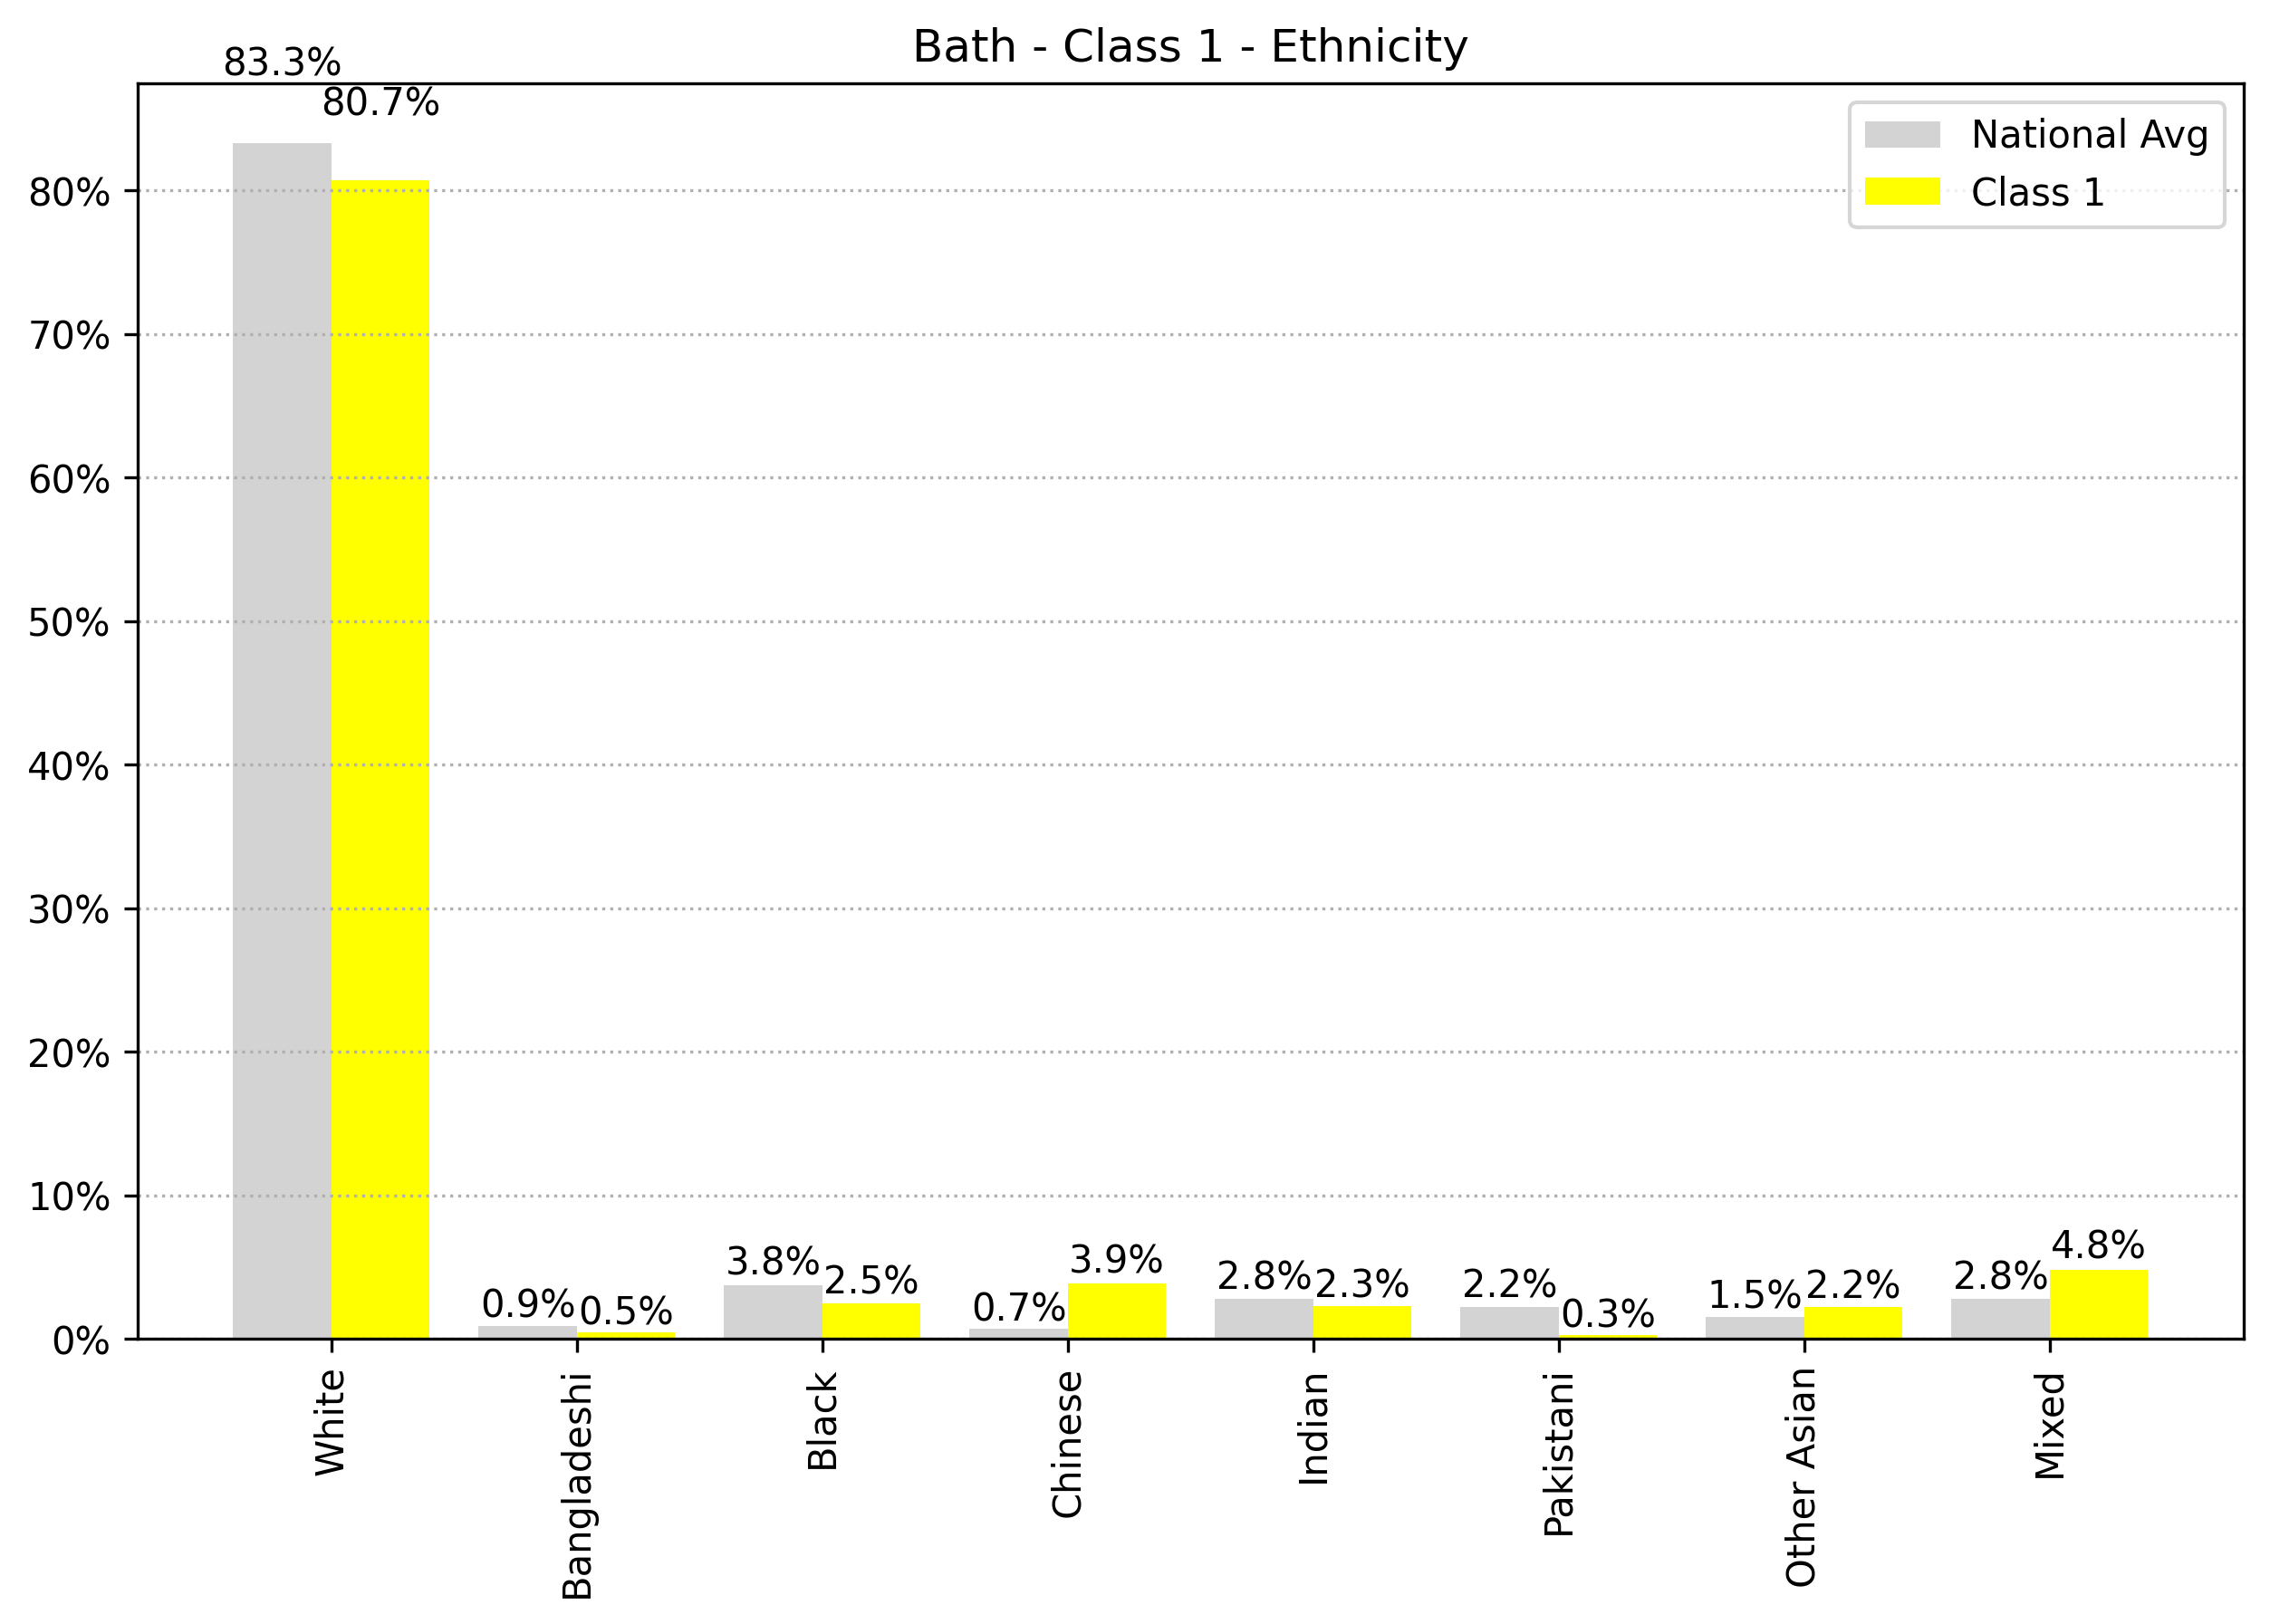 Bath - Class 1 - Ethnicity
83.3%
80.7%
National Avg
Class 1
80%
70%
60%
50%
40%
30%
20%
10%
0%
0.9%
0.5%
3.8%
2.5%
0.7%
3.9%
2.8%
2.3%
2.2%
0.3%
1.5%
2.2%
2.8%
4.8%
White
Bangladeshi
Black
Chinese
Indian
Pakistani
Other Asian
Mixed